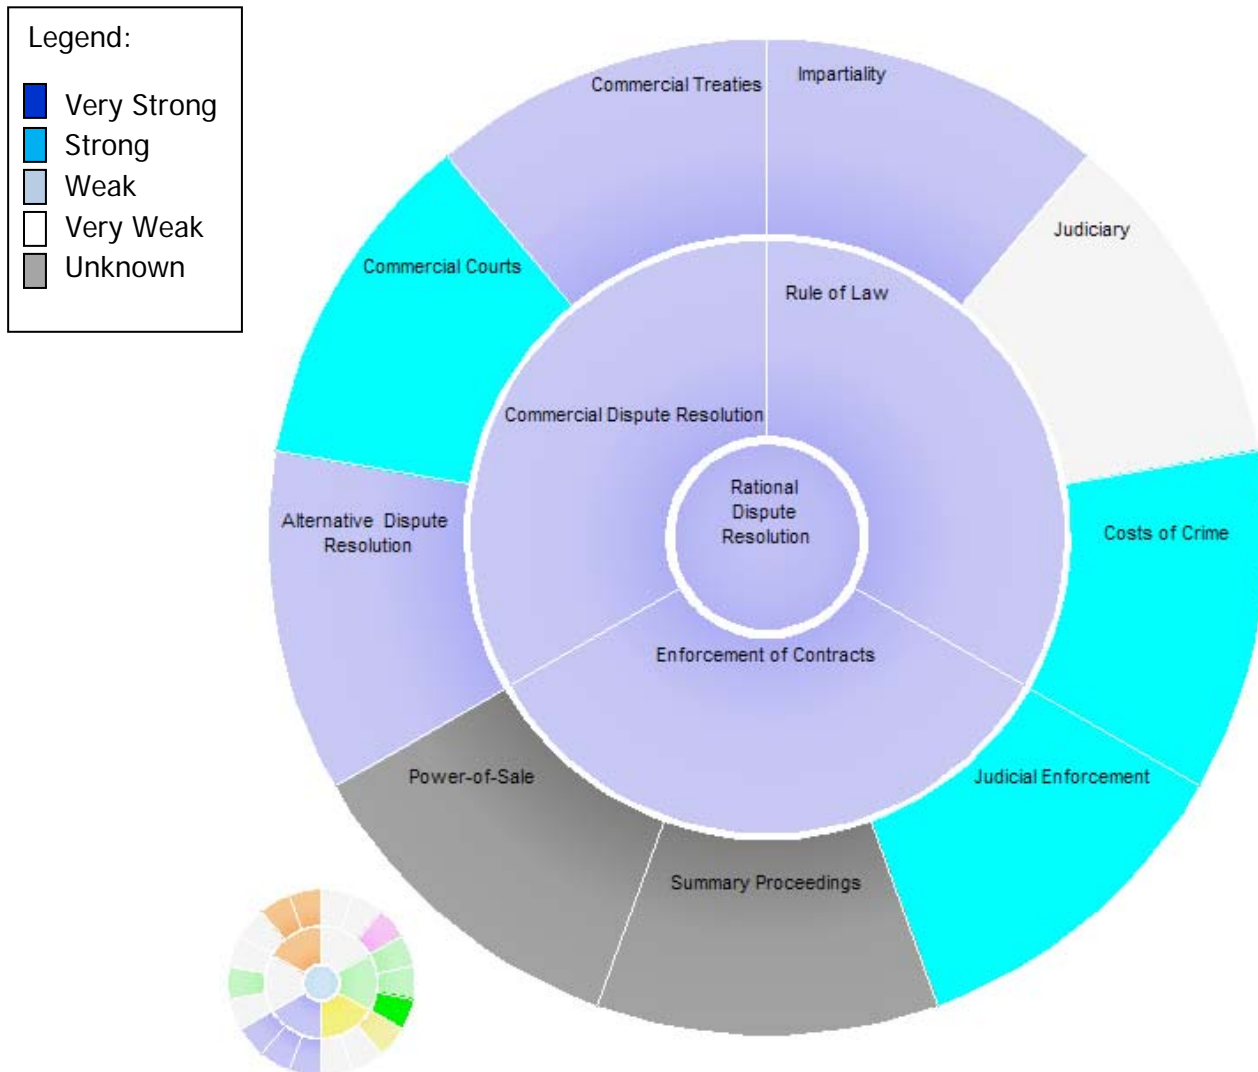 Legend:
Very Strong
Strong
Weak
Very Weak
Unknown
Commercial Treaties
Impartiality
Judiciary
Commercial Courts
Rule of Law
Commercial Dispute Resolution
Rational
Dispute
Resolution
Alternative Dispute
Resolution
Costs of Crime
Enforcement of Contracts
Power-of-Sale
Judicial Enforcement
Summary Proceedings